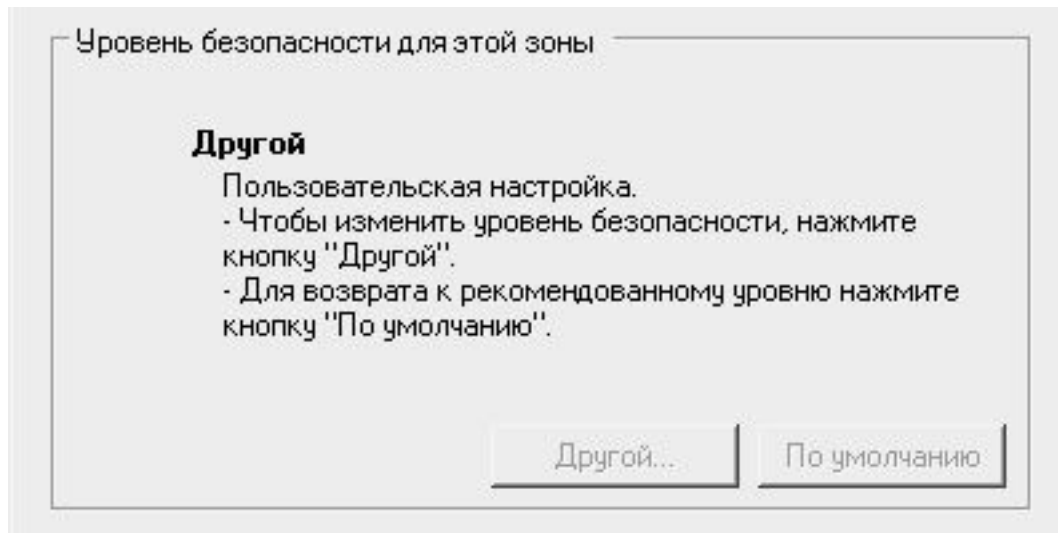 Уровень безопасности для этой зоны
Другой
Пользовательская настройка.
- Чтобы изменить уровень безопасности, нажмите
кнопку "Другой".
- Для возврата к рекомендованному уровню нажмите
кнопку "По умолчанию".
Другой...
По умолчанию